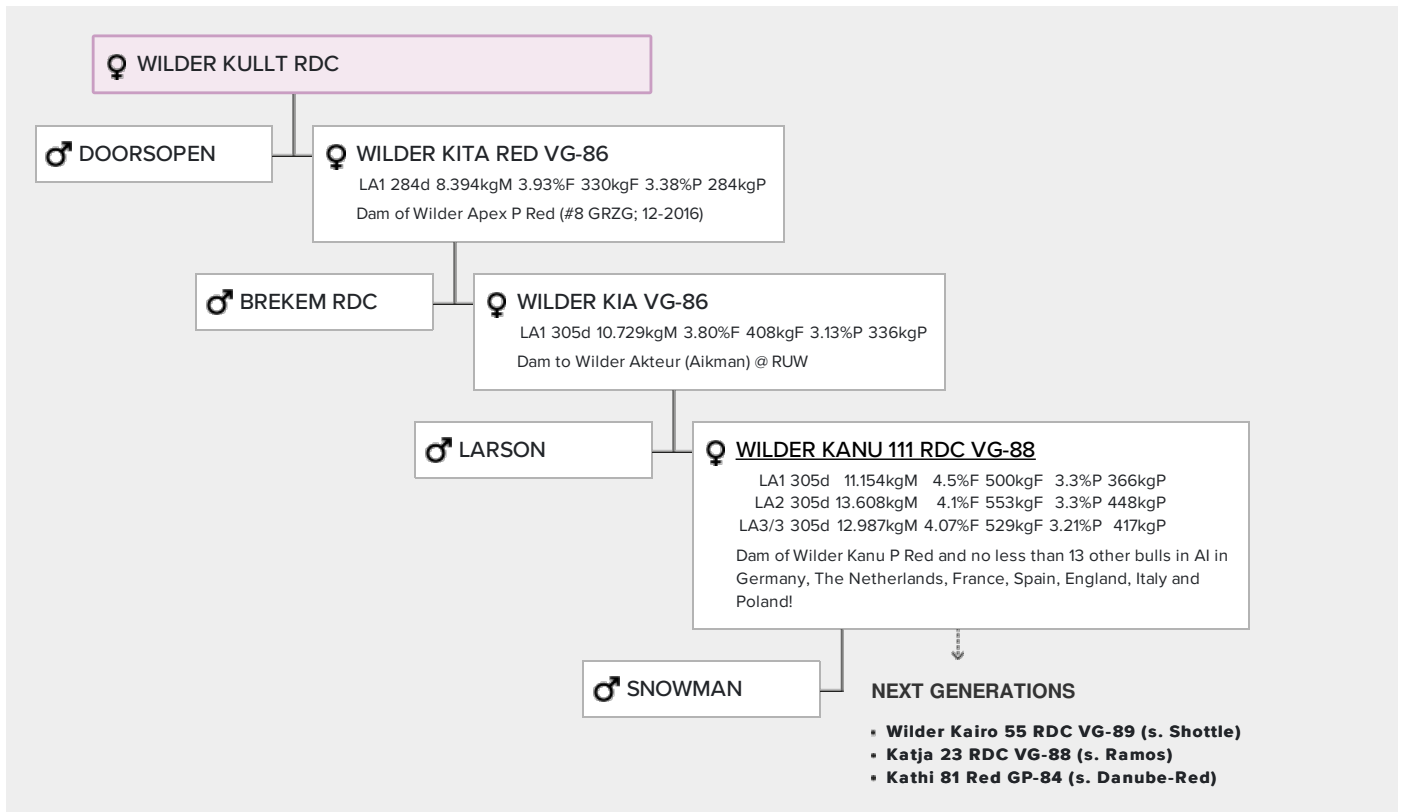 WILDER KULLT RDC
DOORSOPEN
WILDER KITA RED VG-86
LA1 284d 8.394kgM 3.93%F 330kgF 3.38%P 284kgP
Dam of Wilder Apex P Red (#8 GRZG; 12-2016)
BREKEM RDC
WILDER KIA VG-86
LA1 305d 10.729kgM 3.80%F 408kgF 3.13%P 336kgP
Dam to Wilder Akteur (Aikman) @ RUW
LARSON
WILDER KANU 111 RDC VG-88
LA1 305d 11.154kgM 4.5%F 500kgF 3.3%P 366kgP
LA2 305d 13.608kgM 4.1%F 553kgF 3.3%P 448kgP
LA3/3 305d 12.987kgM 4.07%F 529kgF 3.21%P 417kgP
Dam of Wilder Kanu P Red and no less than 13 other bulls in AI in
Germany, The Netherlands, France, Spain, England, Italy and
Poland!
SNOWMAN
NEXT GENERATIONS
Wilder Kairo 55 RDC VG-89 (s. Shottle)
Katja 23 RDC VG-88 (s. Ramos)
Kathi 81 Red GP-84 (s. Danube-Red)